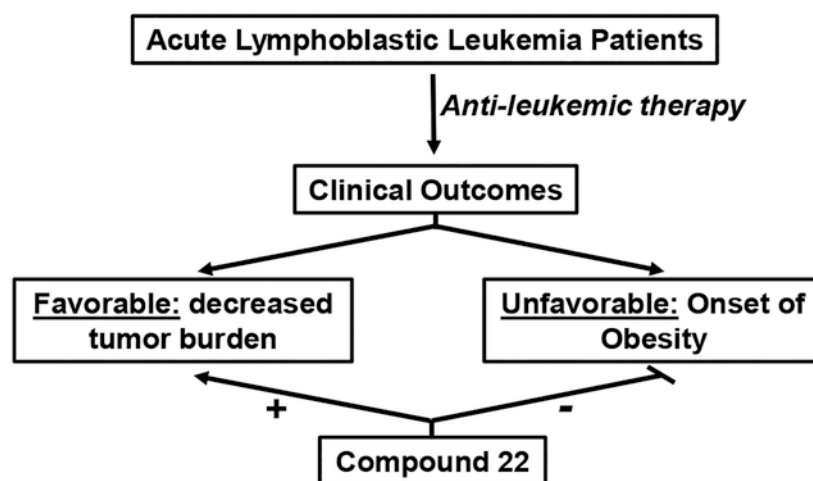 Acute Lymphoblastic Leukemia Patients
Anti-leukemic therapy
Clinical Outcomes
Favorable: decreased
tumor burden
Unfavorable: Onset of
Obesity
+
-
Compound 22